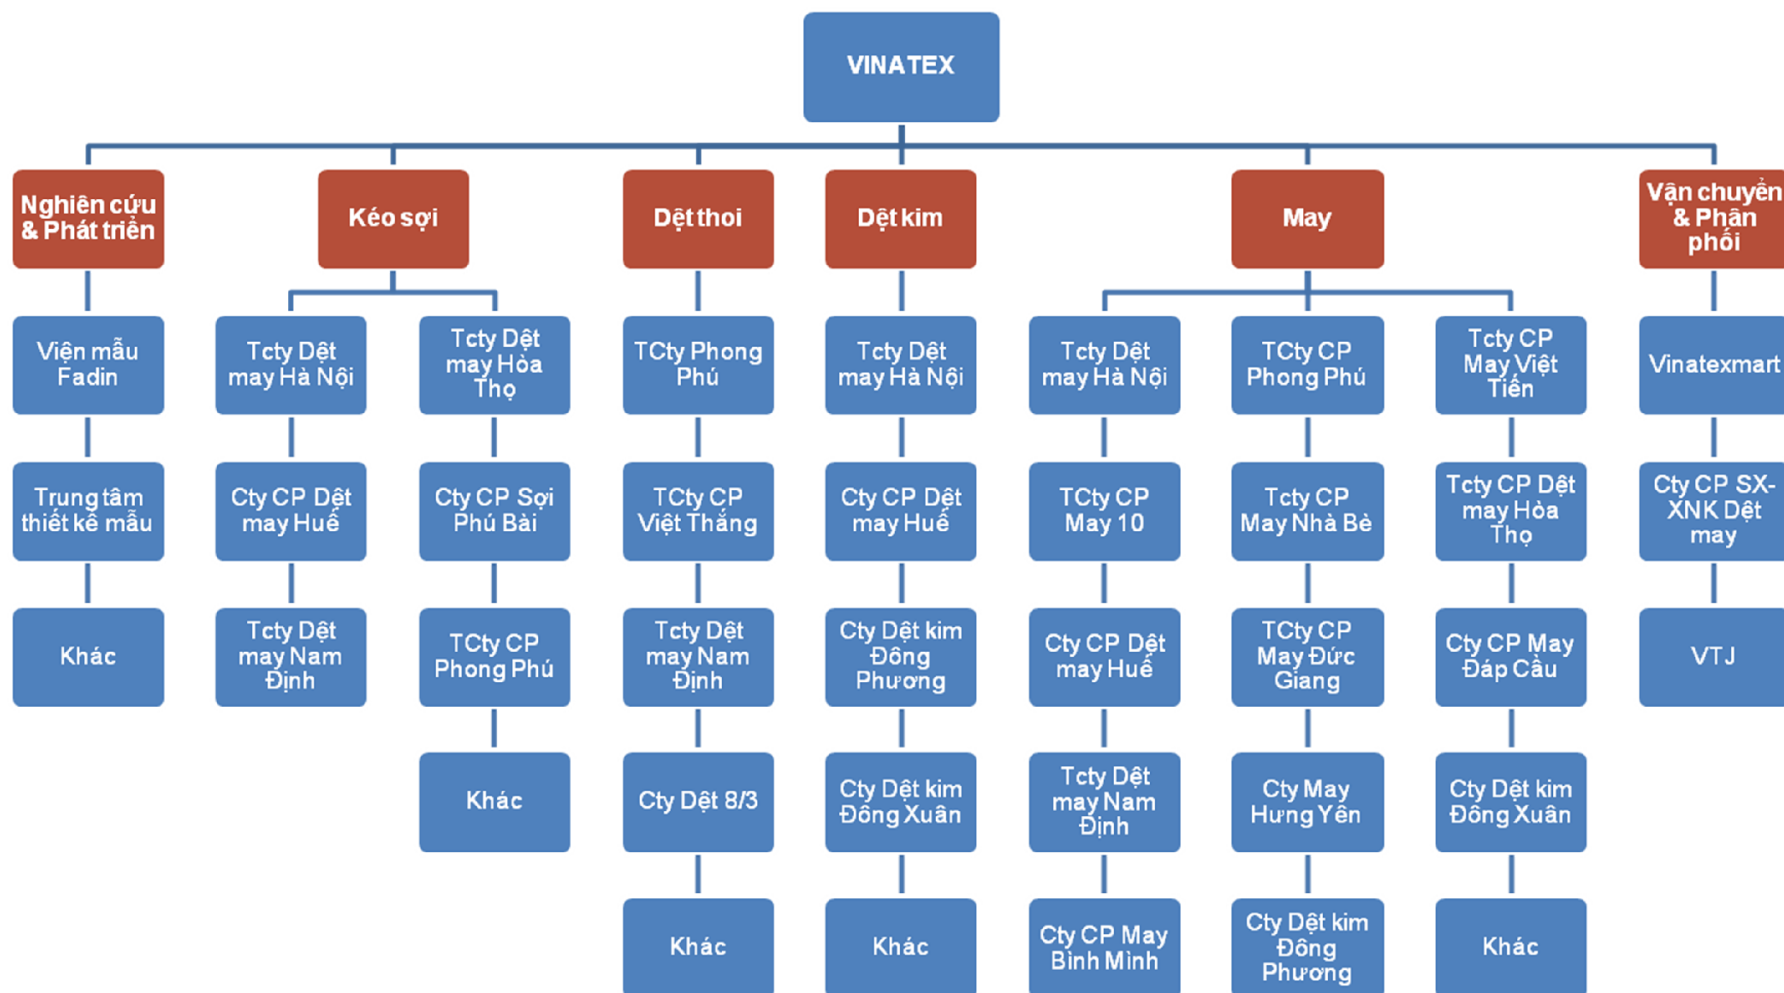 VINATEX
Nghiên cứu
& Phát triển
Kéo sợi
Dệt thoi
Dệt kim
May
Vận chuyển
& Phân
phối
Viện mẫu
Fadin
Trung tâm
thiết kế mẫu
Khác
Tcty Dệt
may Hà Nội
Cty CP Dệt
may Huế
Tcty Dệt
may Nam
Định
Tcty Dệt
may Hòa
Thọ
Cty CP Sợi
Phú Bài
TCty CP
Phong Phú
Khác
TCty Phong
Phú
TCty CP
Việt Thắng
Tcty Dệt
may Nam
Định
Cty Dệt 8/3
Khác
Tcty Dệt
may Hà Nội
Cty CP Dệt
may Huế
Cty Dệt kim
Đông
Phương
Cty Dệt kim
Đông Xuân
Khác
Tcty Dệt
may Hà Nội
TCty CP
May 10
Cty CP Dệt
may Huế
Tcty Dệt
may Nam
Định
Cty CP May
Bình Mình
TCty CP
Phong Phú
Tcty CP
May Nhà Bè
TCty CP
May Đức
Giang
Cty May
Hưng Yên
Cty Dệt kim
Đông
Phương
Tcty CP
May Việt
Tiến
Tcty CP Dệt
may Hòa
Thọ
Cty CP May
Đáp Cầu
Cty Dệt kim
Đông Xuân
Khác
Vinatexmart
Cty CP SX-
XNK Dệt
may
VTJ